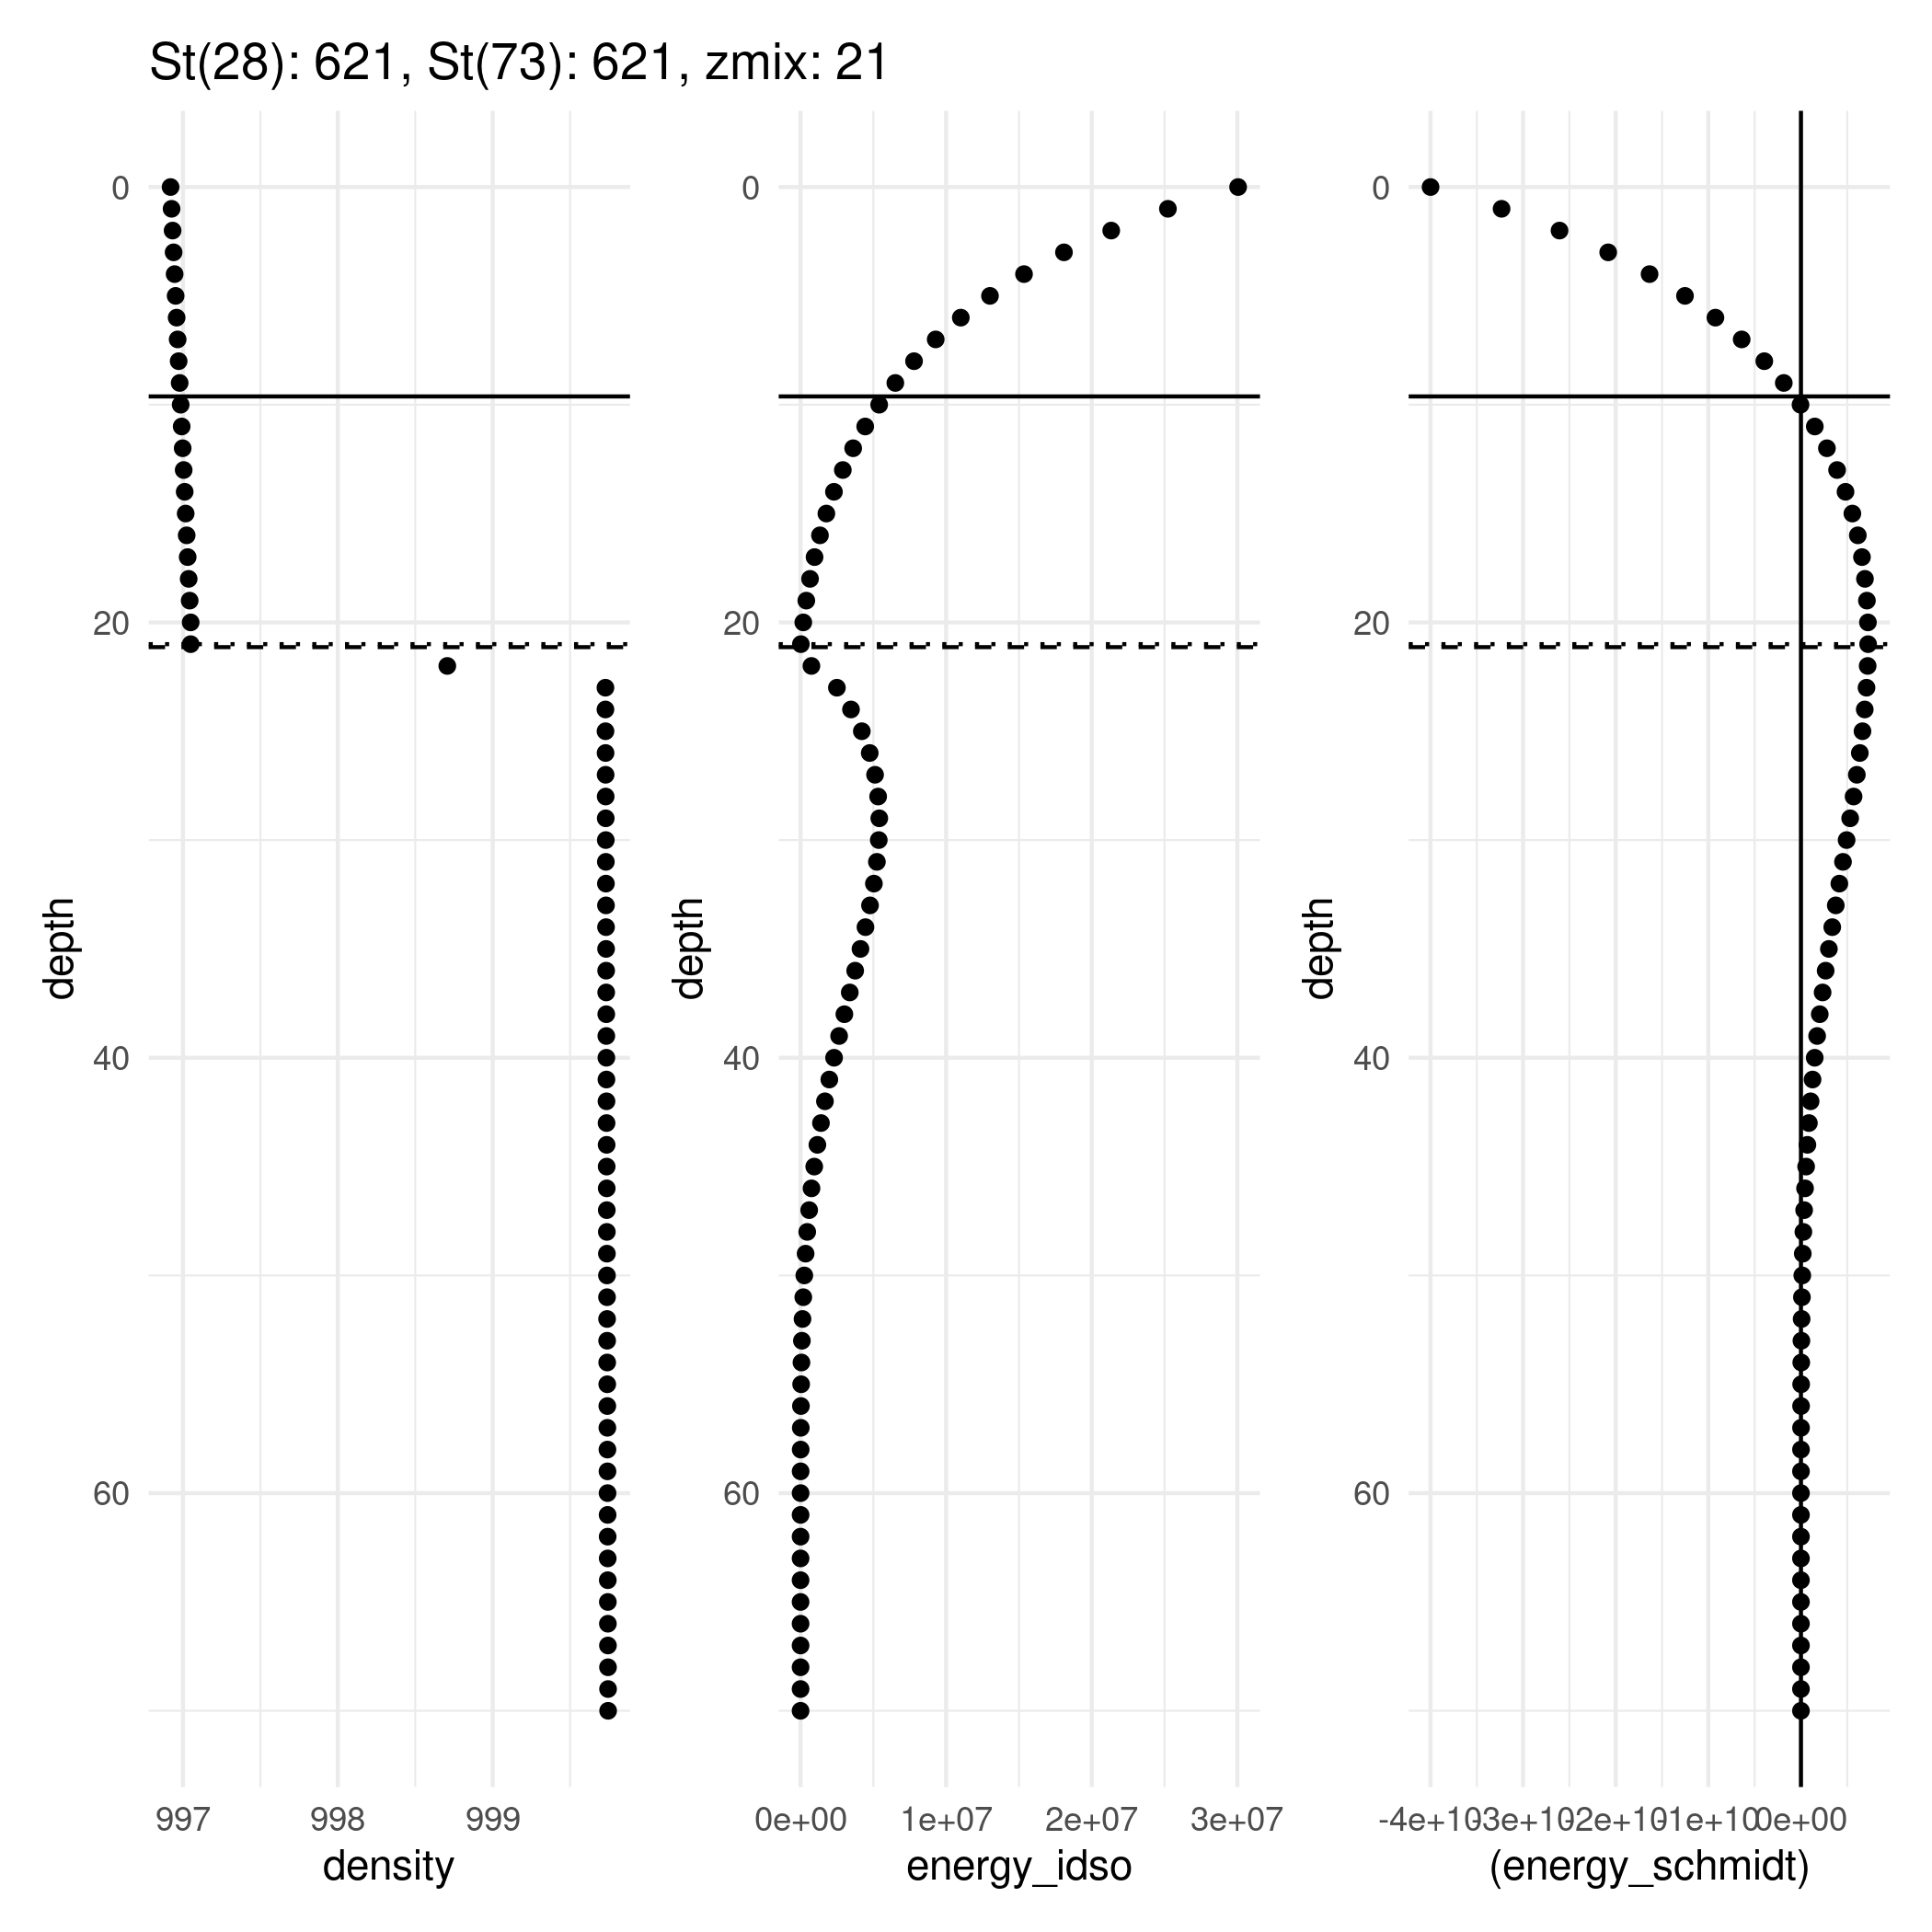 St(28): 621, St(73): 621, zmix: 21
0
20
40
60
depth
997 998 999
density
0
20
40
60
depth
0e+00 1e+07 2e+07 3e+07
energy_idso
0
20
40
60
depth
-4e+10 -3e+10 -2e+10 -1e+10 0e+00
(energy_schmidt)